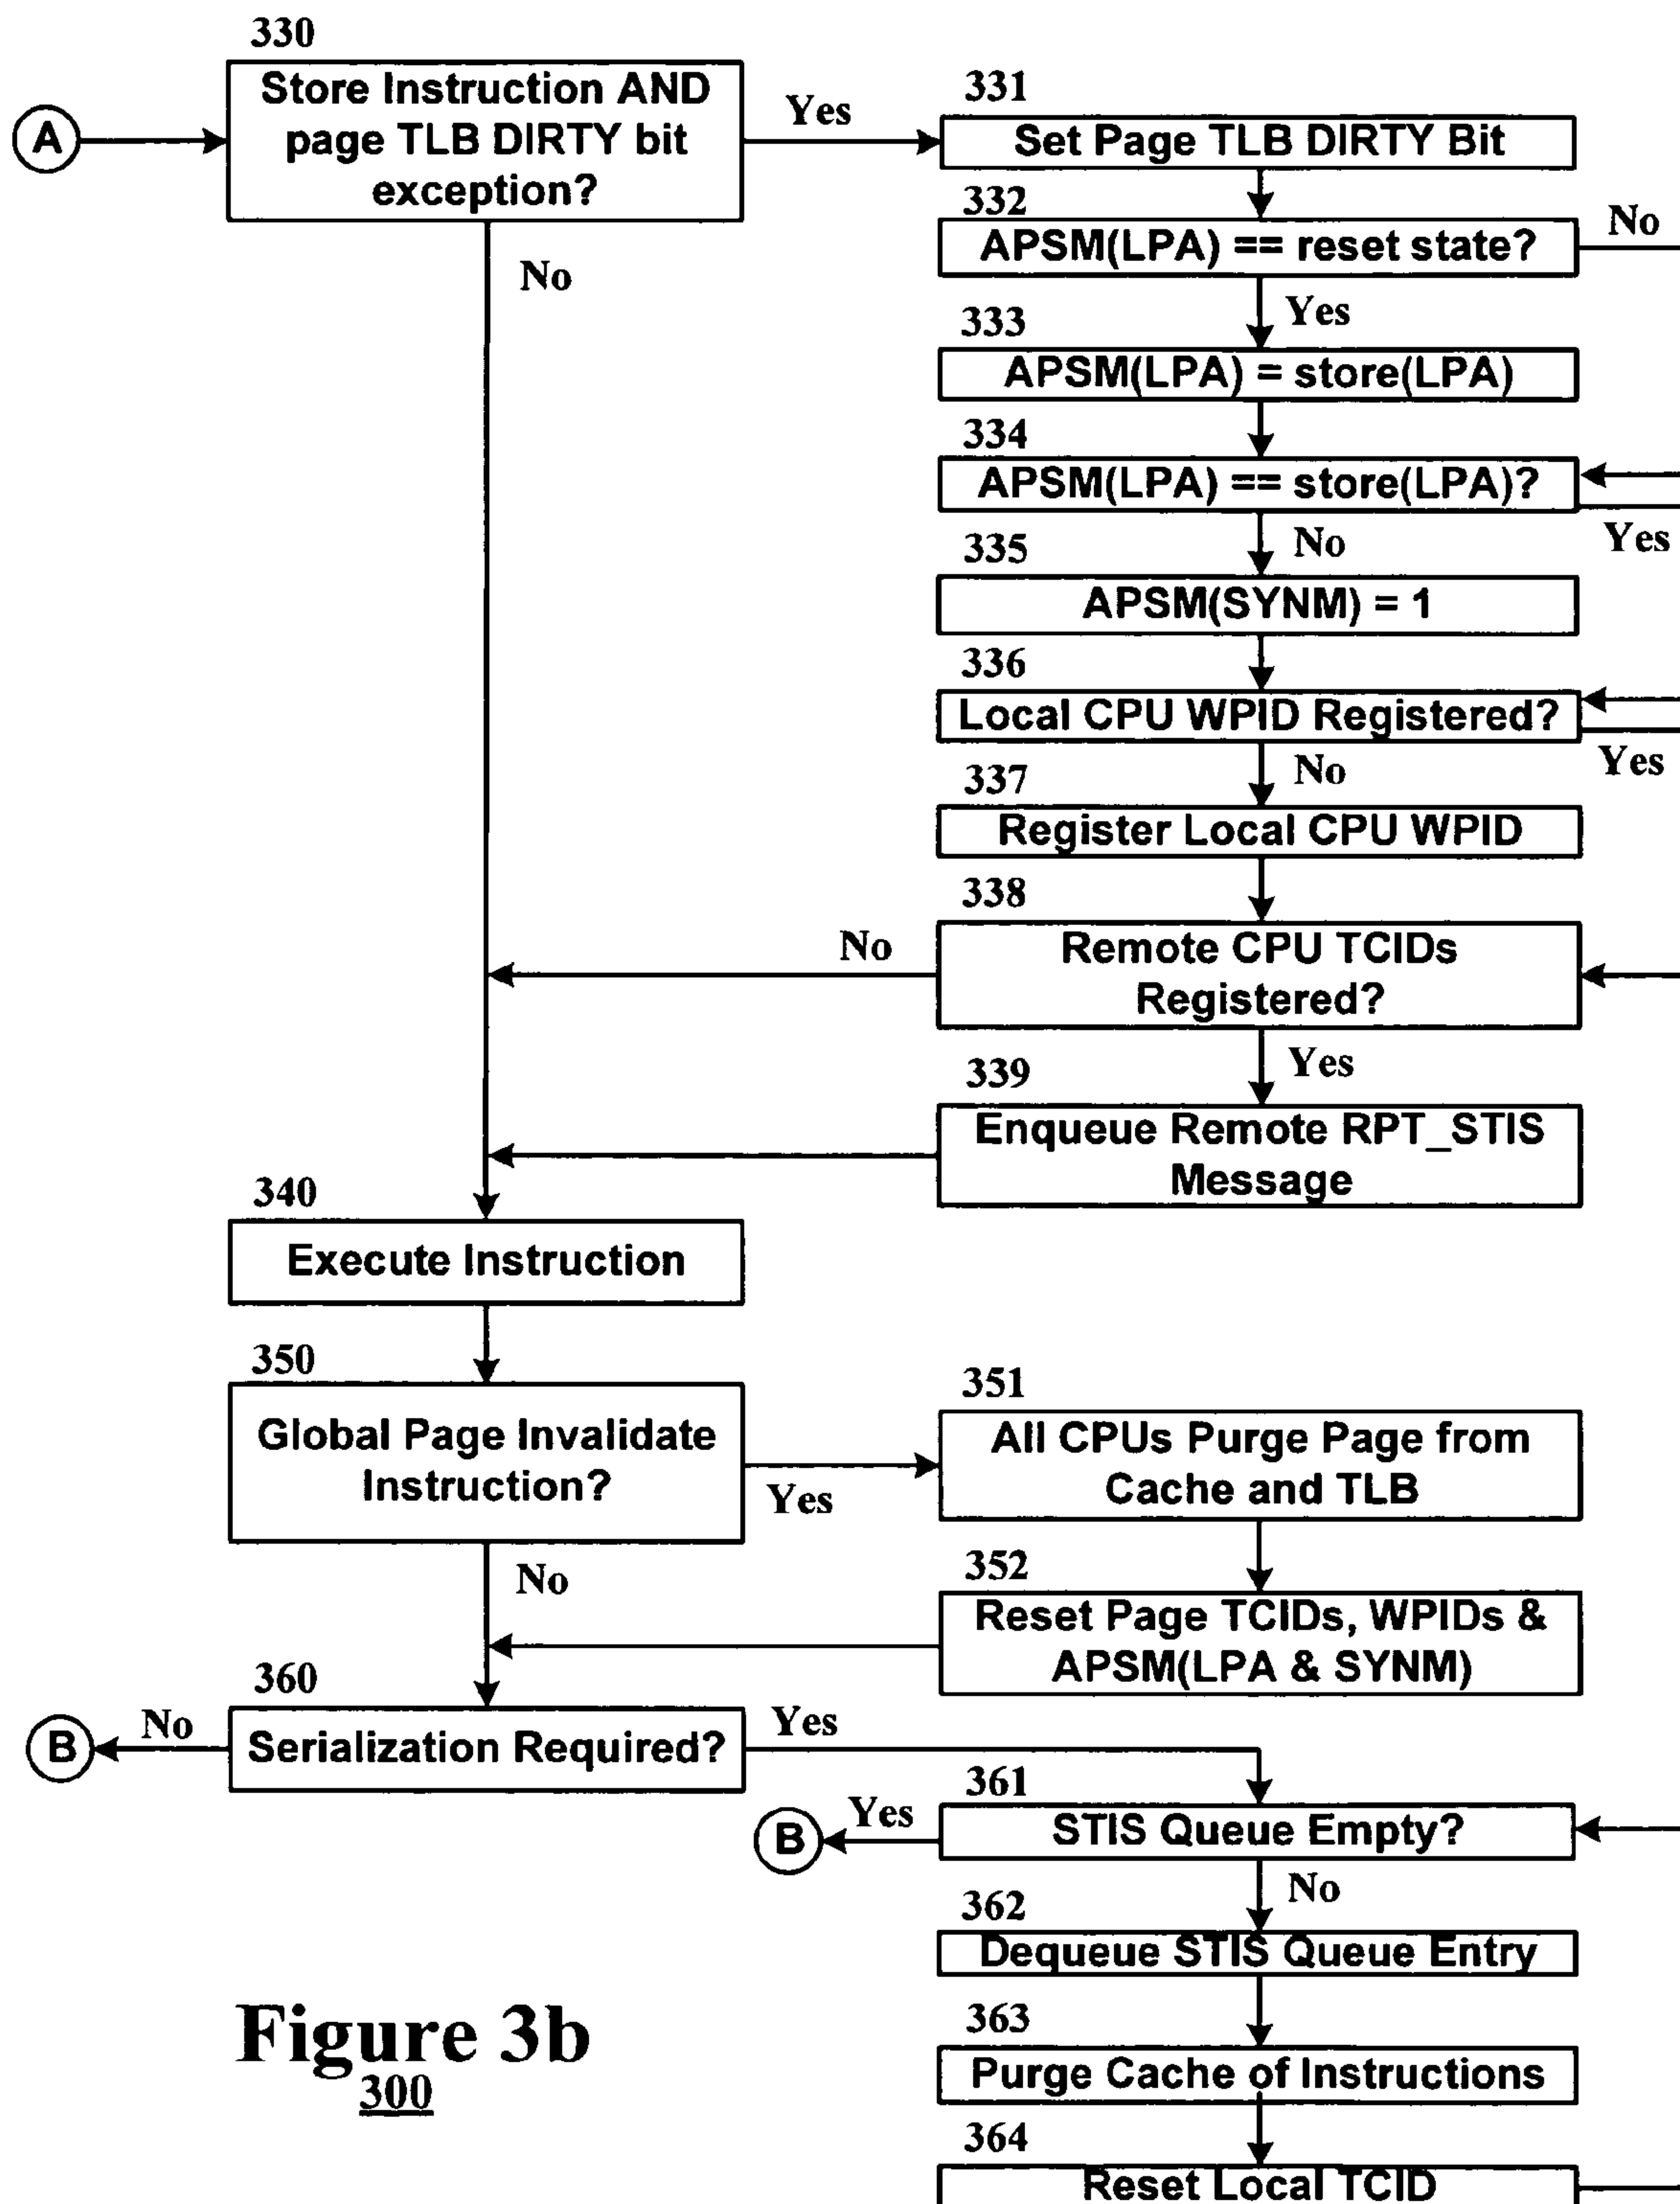 330
Store Instruction AND
page TLB DIRTY bit
exception?
A
Yes
No
331
Set Page TLB DIRTY Bit
332
APSM(LPA) == reset state?
No
Yes
333
APSM(LPA) = store(LPA)
334
APSM(LPA) == store(LPA)?
Yes
No
335
APSM(SYNM) = 1
336
Local CPU WPID Registered?
Yes
No
337
Register Local CPU WPID
338
Remote CPU TCIDs
Registered?
No
Yes
339
Enqueue Remote RPT_STIS
Message
340
Execute Instruction
350
Global Page Invalidate
Instruction?
Yes
No
351
All CPUs Purge Page from
Cache and TLB
352
Reset Page TCIDs, WPIDs &
APSM(LPA & SYNM)
360
Serialization Required?
No
B
Yes
361
STIS Queue Empty?
Yes
B
No
362
Dequeue STIS Queue Entry
363
Purge Cache of Instructions
364
Reset Local TCID
Figure 3b
300